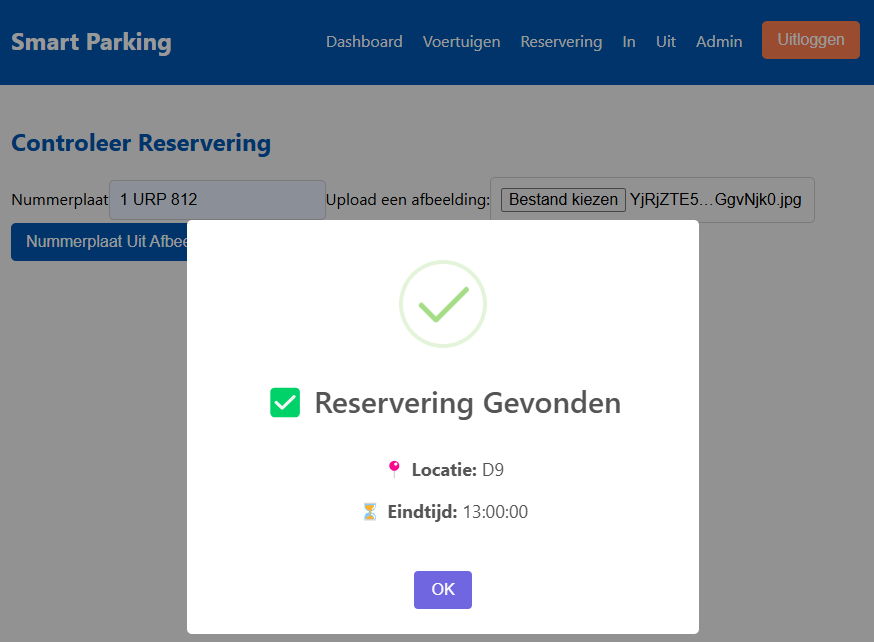 Smart Parking Dashboard Voertuigen Reservering In Uit Admin Uitloggen
Controleer Reservering
Nummerplaat 1 URP 812 Upload een afbeelding: Bestand kiezen YjRjZTE5…GgvNjk0.jpg
Nummerplaat Uit Afbee
Reservering Gevonden
Locatie: D9
Eindtijd: 13:00:00
OK